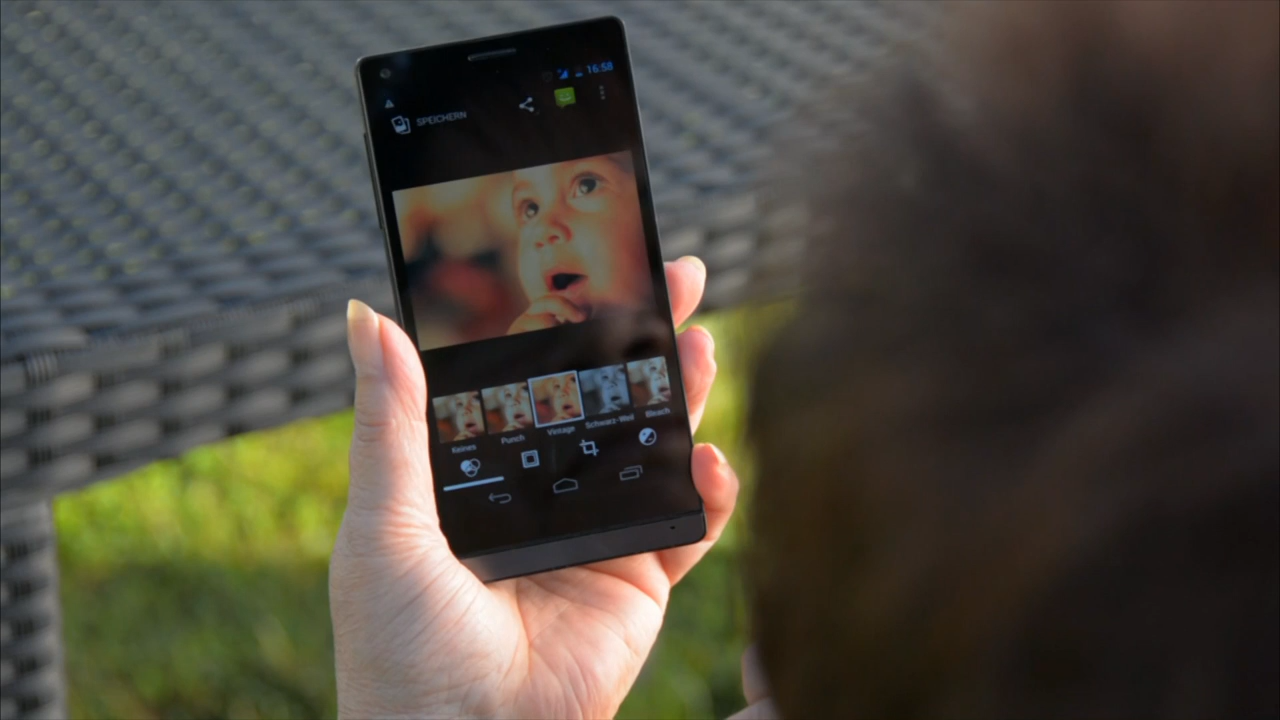 16:58
SPEICHERN
Keines
Punch
Vintage
Schwarz-Weiß
Bleach